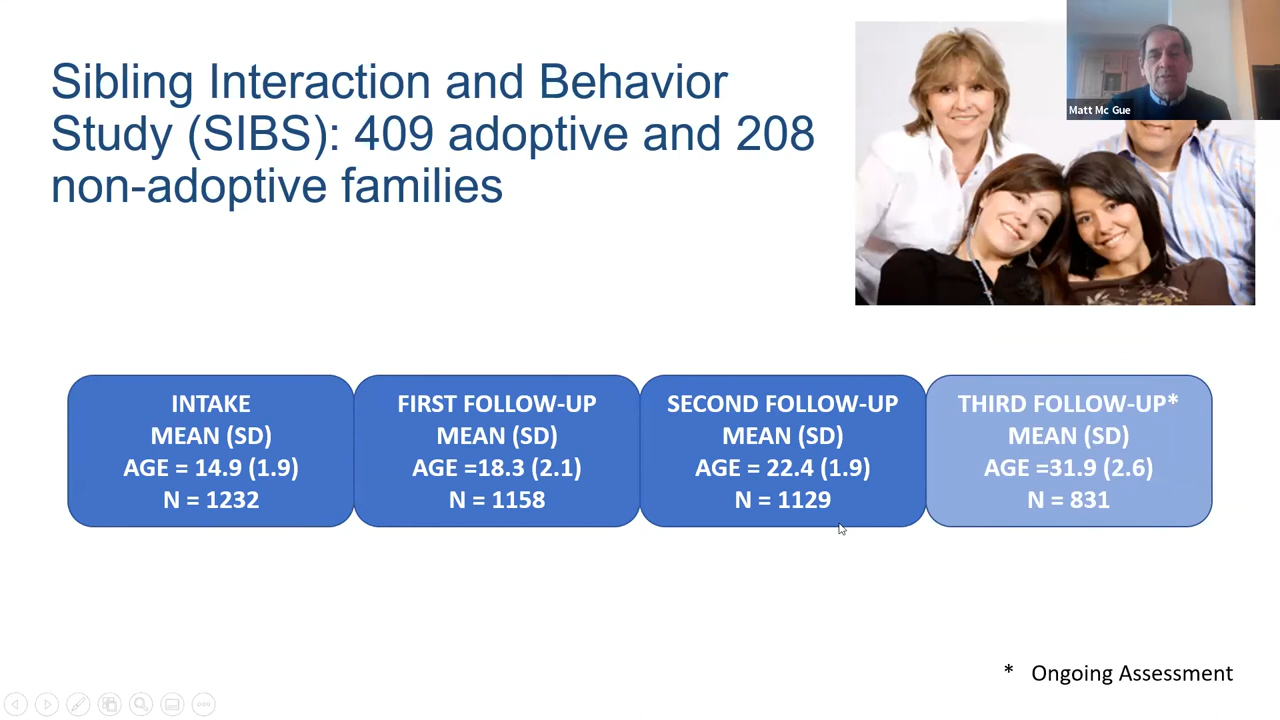 Sibling Interaction and Behavior
Study (SIBS): 409 adoptive and 208
non-adoptive families
Matt Mc Gue
INTAKE
MEAN (SD)
AGE = 14.9 (1.9)
N = 1232
FIRST FOLLOW-UP
MEAN (SD)
AGE =18.3 (2.1)
N = 1158
SECOND FOLLOW-UP
MEAN (SD)
AGE = 22.4 (1.9)
N = 1129
THIRD FOLLOW-UP*
MEAN (SD)
AGE =31.9 (2.6)
N = 831
* Ongoing Assessment